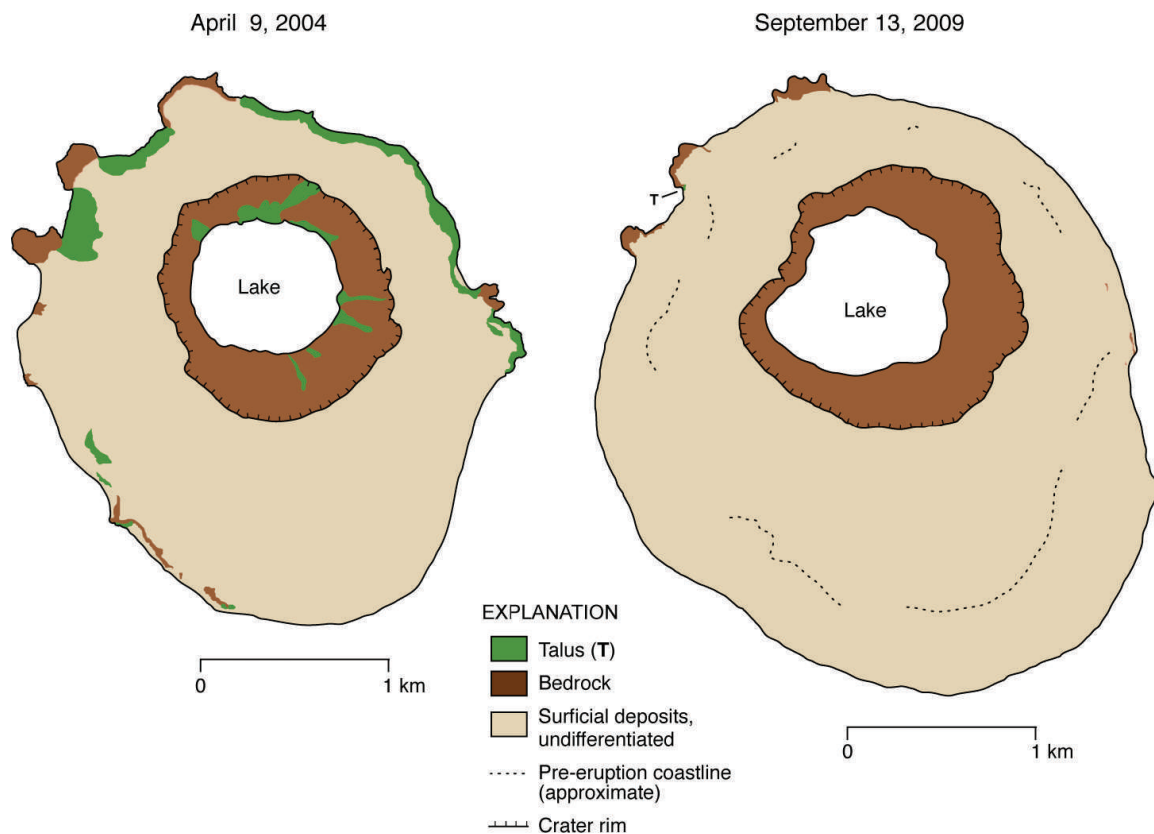 April 9, 2004
September 13, 2009
T
Lake
Lake
EXPLANATION
Talus (T)
Bedrock
Surficial deposits,
undifferentiated
Pre-eruption coastline
(approximate)
Crater rim
0 1 km
0 1 km